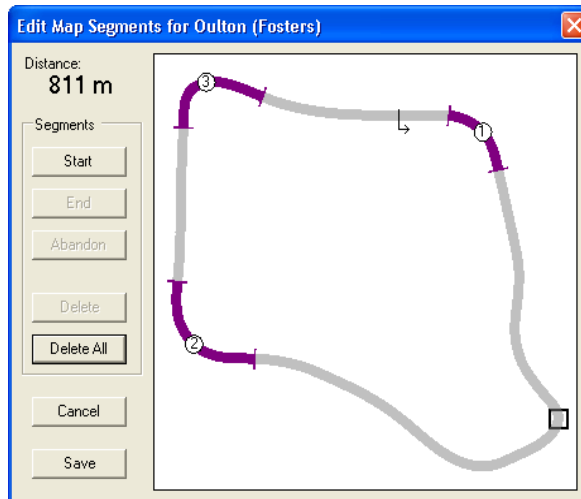 Edit Map Segments for Oulton (Fosters)
Distance:
811 m
Segments
Start
End
Abandon
Delete
Delete All
Cancel
Save
3
1
2